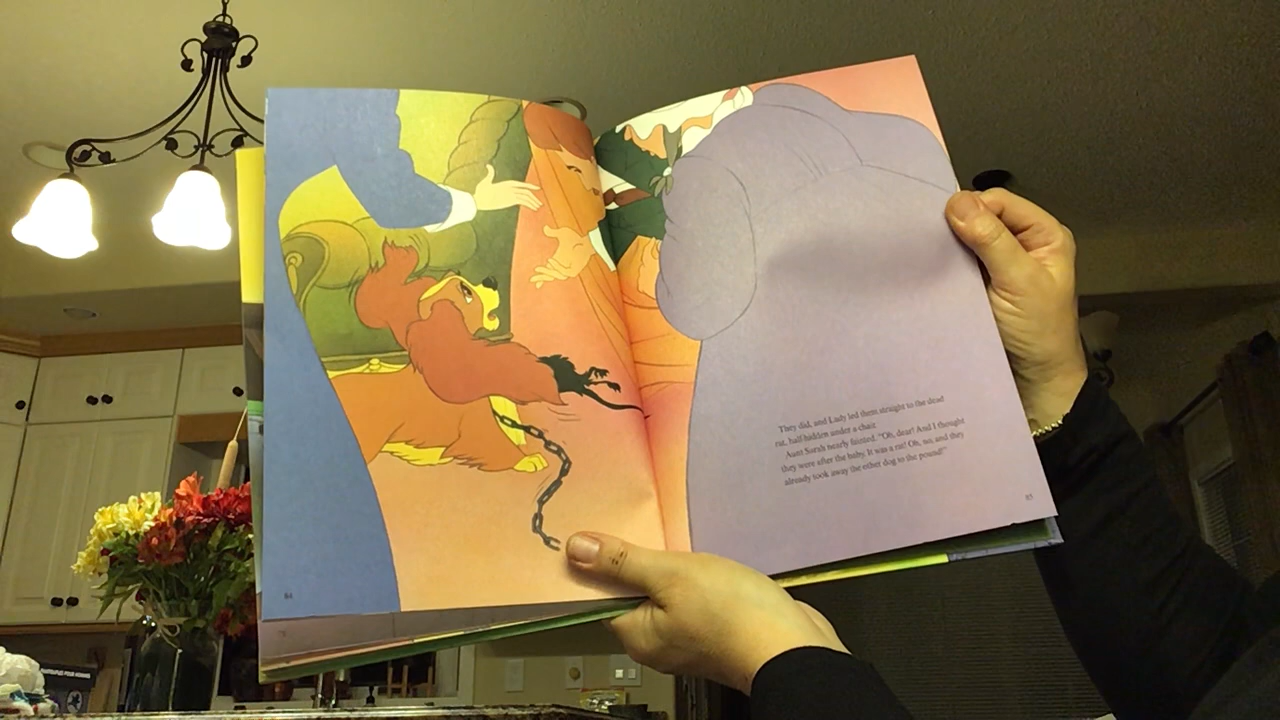 They did, and Lady led them straight to the dead
rat, half-hidden under a chair.
Aunt Sarah nearly fainted. "Oh, dear! And I thought
they were after the baby. It was a rat! Oh, no, and they
already took away the other dog to the pound!"
84
85